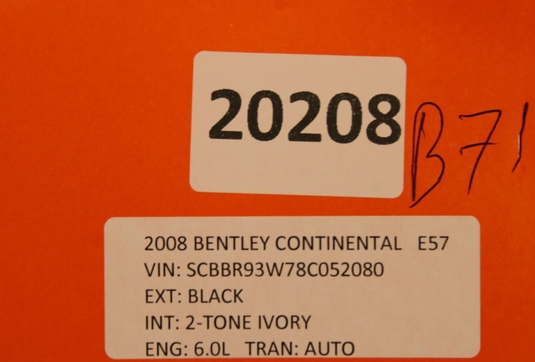 20208
B71
2008 BENTLEY CONTINENTAL E57
VIN: SCBBR93W78C052080
EXT: BLACK
INT: 2-TONE IVORY
ENG: 6.0L TRAN: AUTO